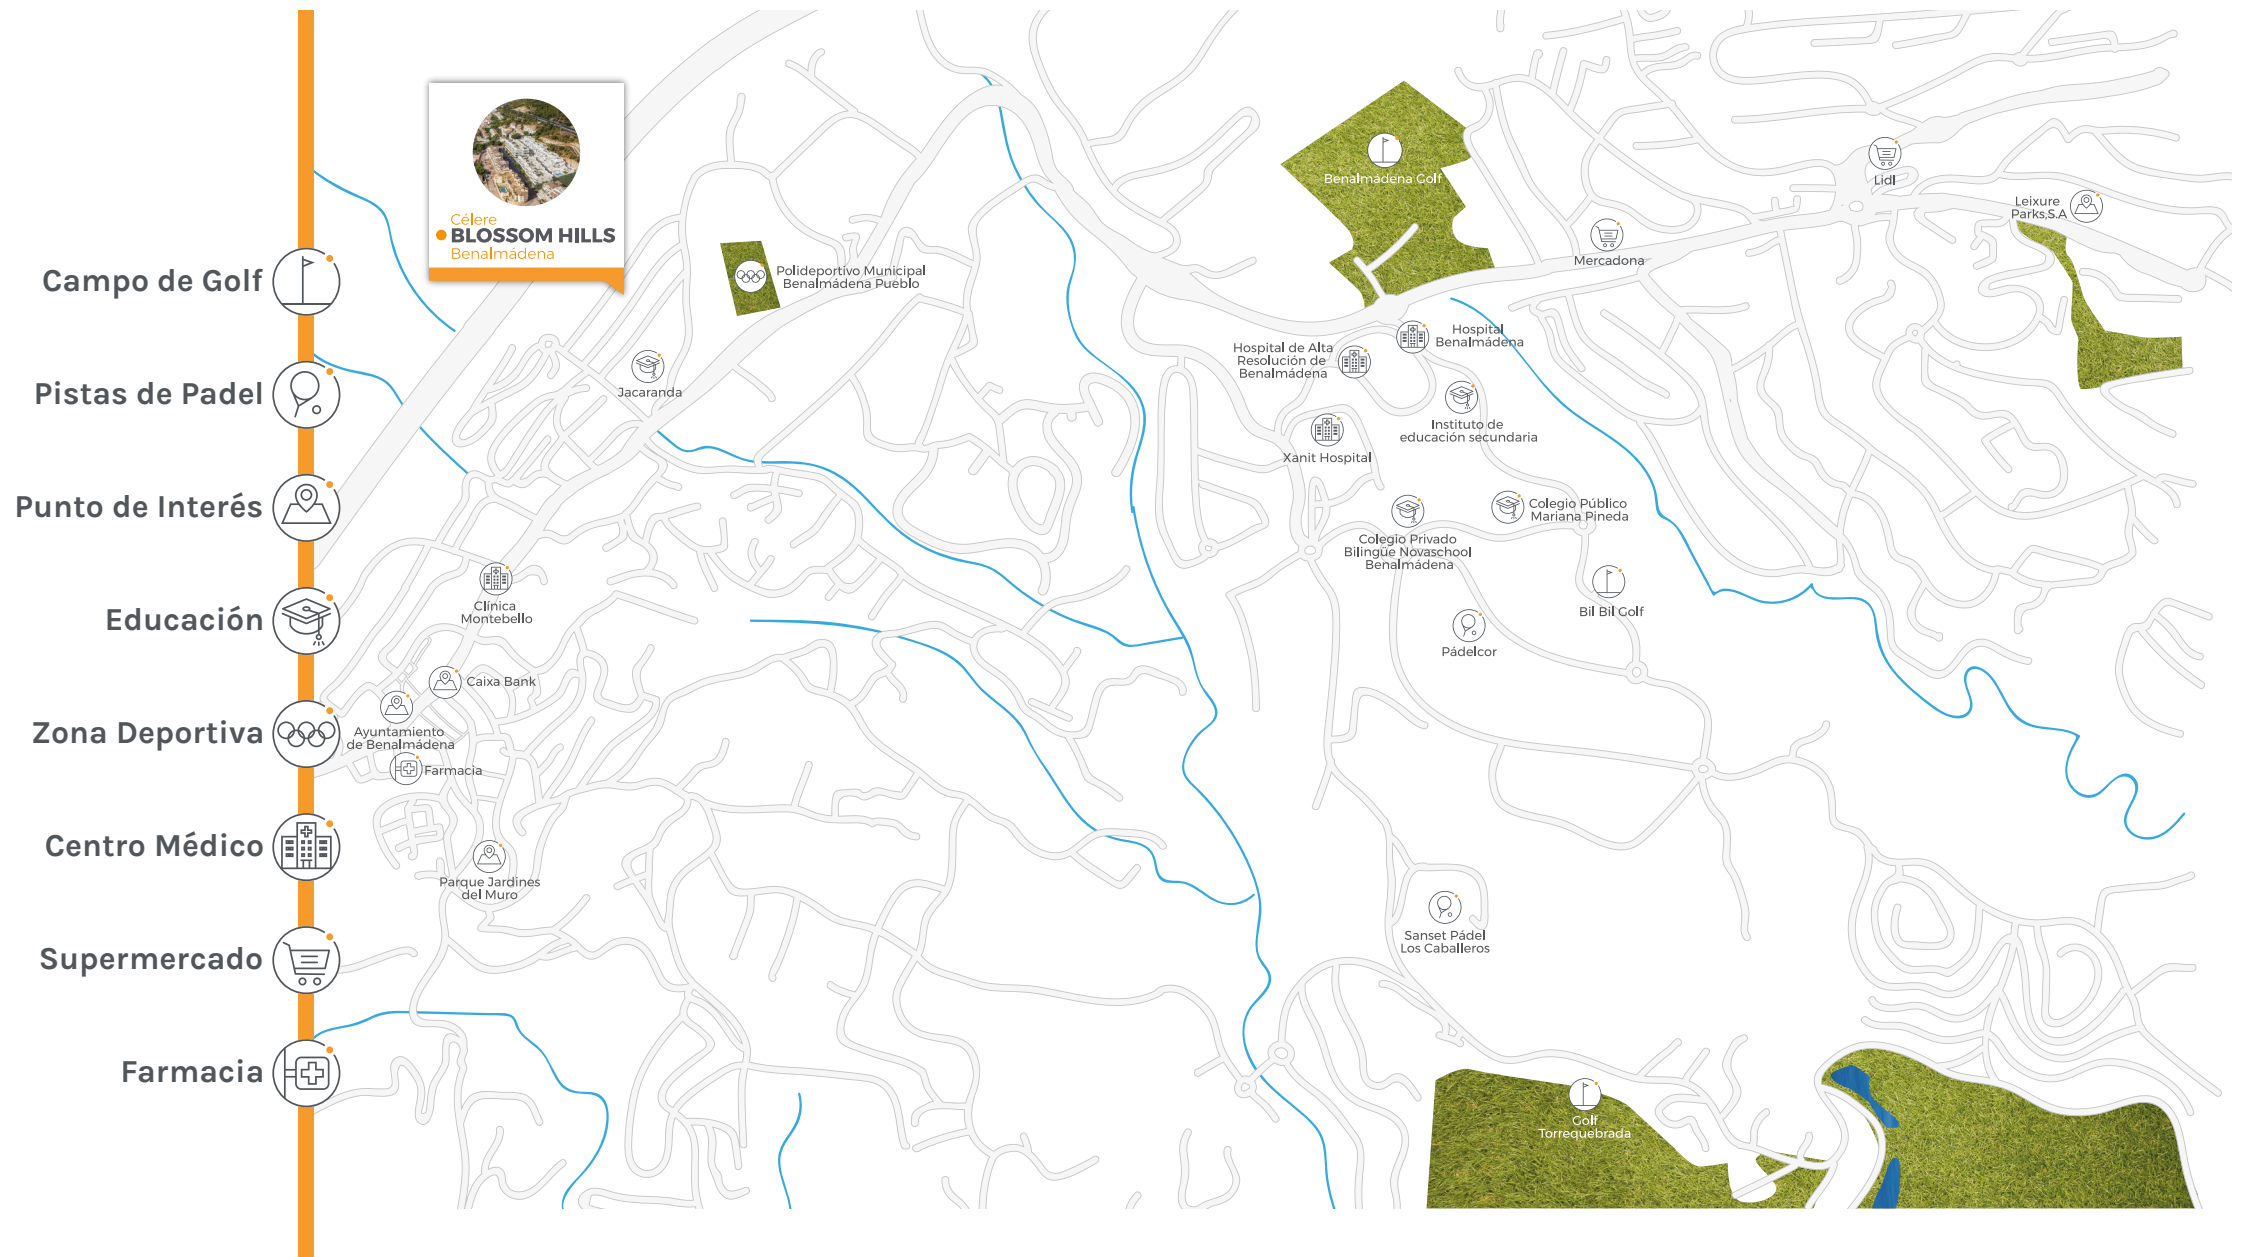 Campo de Golf
Pistas de Padel
Punto de Interés
Educación
Zona Deportiva
Centro Médico
Supermercado
Farmacia
Célere
BLOSSOM HILLS
Benalmádena
Polideportivo Municipal
Benalmádena Pueblo
Jacaranda
Clínica
Montebello
Caixa Bank
Ayuntamiento
de Benalmádena
Farmacia
Parque Jardines
del Muro
Benalmádena Golf
Lidl
Leixure
Parks,S.A
Mercadona
Hospital
Benalmádena
Hospital de Alta
Resolución de
Benalmádena
Instituto de
educación secundaria
Xanit Hospital
Colegio Público
Mariana Pineda
Colegio Privado
Bilingüe Novaschool
Benalmádena
Bil Bil Golf
Pádelcor
Sanset Pádel
Los Caballeros
Golf
Torrequebrada